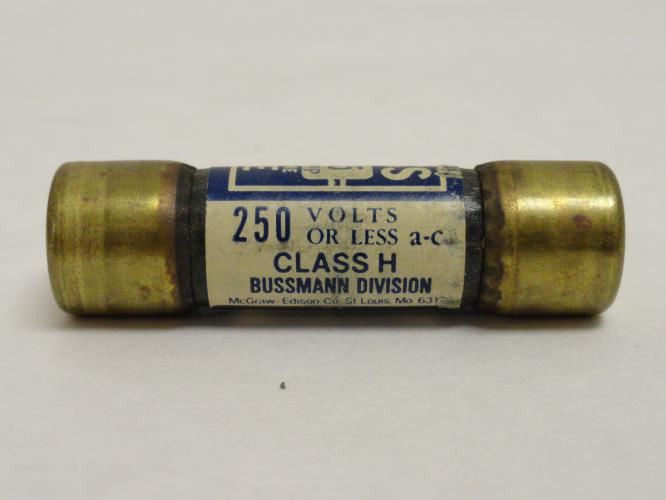 250 VOLTS
OR LESS a-c
CLASS H
BUSSMANN DIVISION
McGraw-Edison Co. St Louis, Mo.